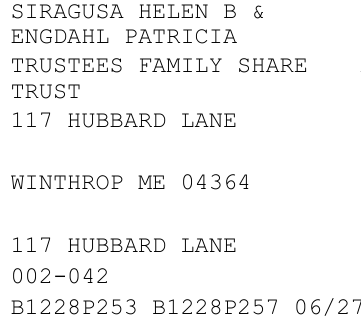 SIRAGUSA HELEN B &
ENGDAHL PATRICIA
TRUSTEES FAMILY SHARE
TRUST
117 HUBBARD LANE
WINTHROP ME 04364
117 HUBBARD LANE
002-042
B1228P253 B1228P257 06/27